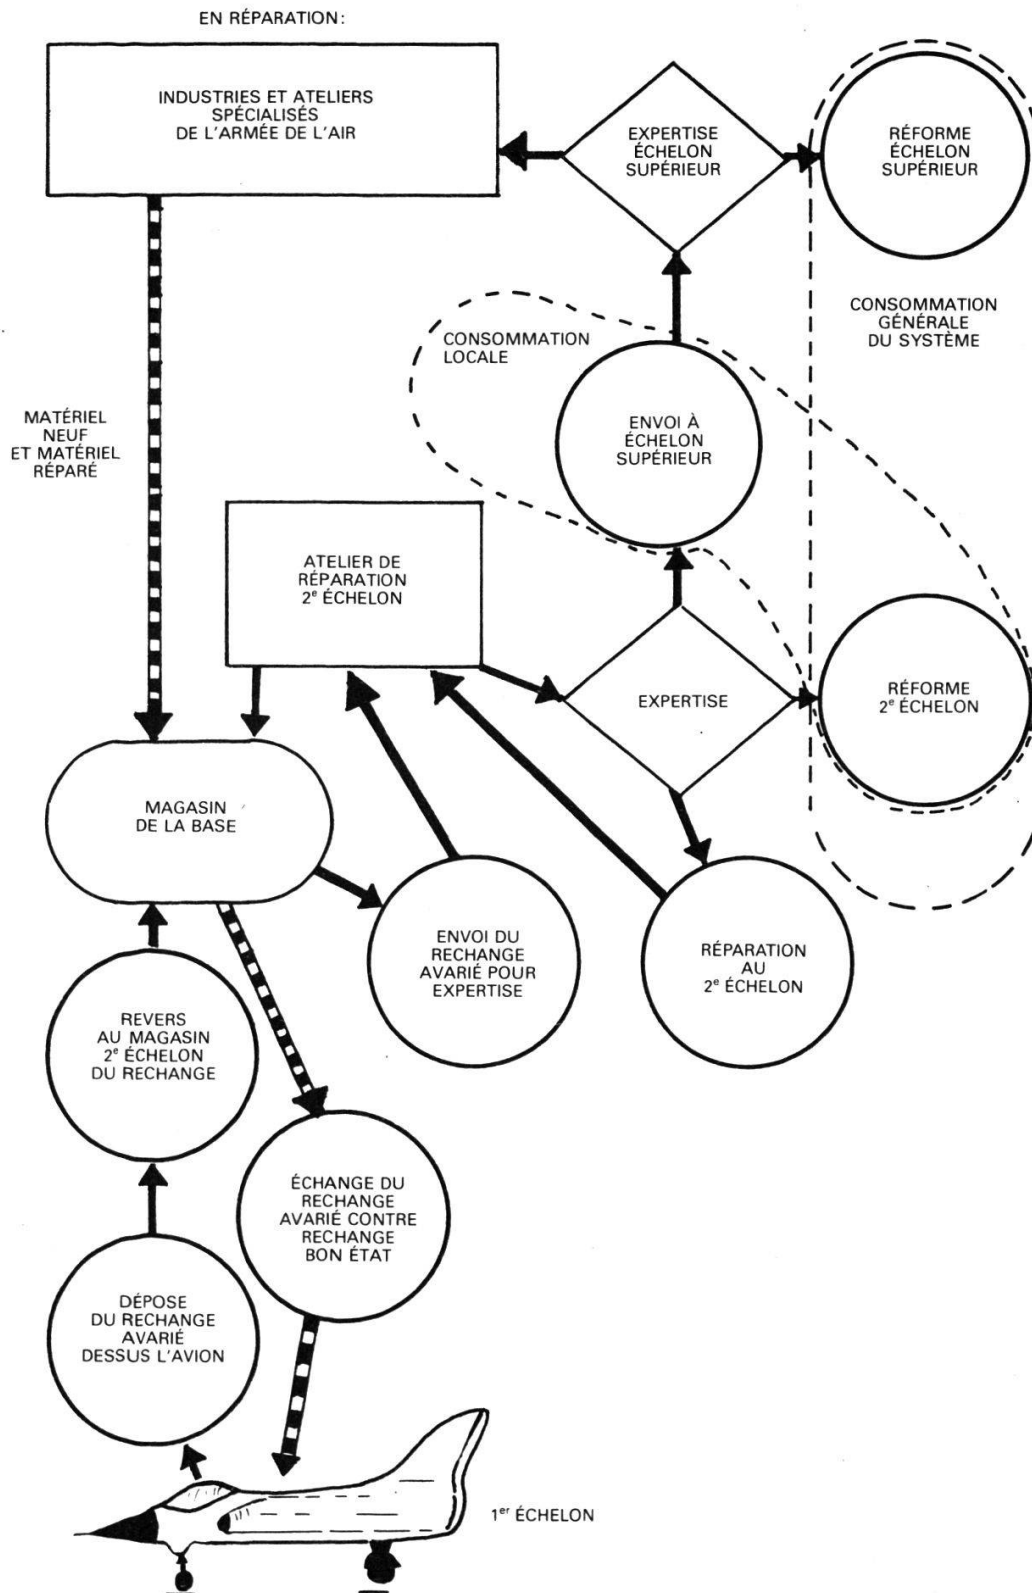 EN RÉPARATION:
INDUSTRIES ET ATELIERS
SPÉCIALISÉS
DE L'ARMÉE DE L'AIR
EXPERTISE
ÉCHELON
SUPÉRIEUR
RÉFORME
ÉCHELON
SUPÉRIEUR
CONSOMMATION
GÉNÉRALE
DU SYSTÈME
CONSOMMATION
LOCALE
ENVOI À
ÉCHELON
SUPÉRIEUR
MATÉRIEL
NEUF
ET MATÉRIEL
RÉPARÉ
ATELIER DE
RÉPARATION
2e ÉCHELON
EXPERTISE
RÉFORME
2e ÉCHELON
MAGASIN
DE LA BASE
ENVOI DU
RECHANGE
AVARIÉ POUR
EXPERTISE
RÉPARATION
AU
2e ÉCHELON
REVERS
AU MAGASIN
2e ÉCHELON
DU RECHANGE
ÉCHANGE DU
RECHANGE
AVARIÉ CONTRE
RECHANGE
BON ÉTAT
DÉPOSE
DU RECHANGE
AVARIÉ
DESSUS L'AVION
1er ÉCHELON